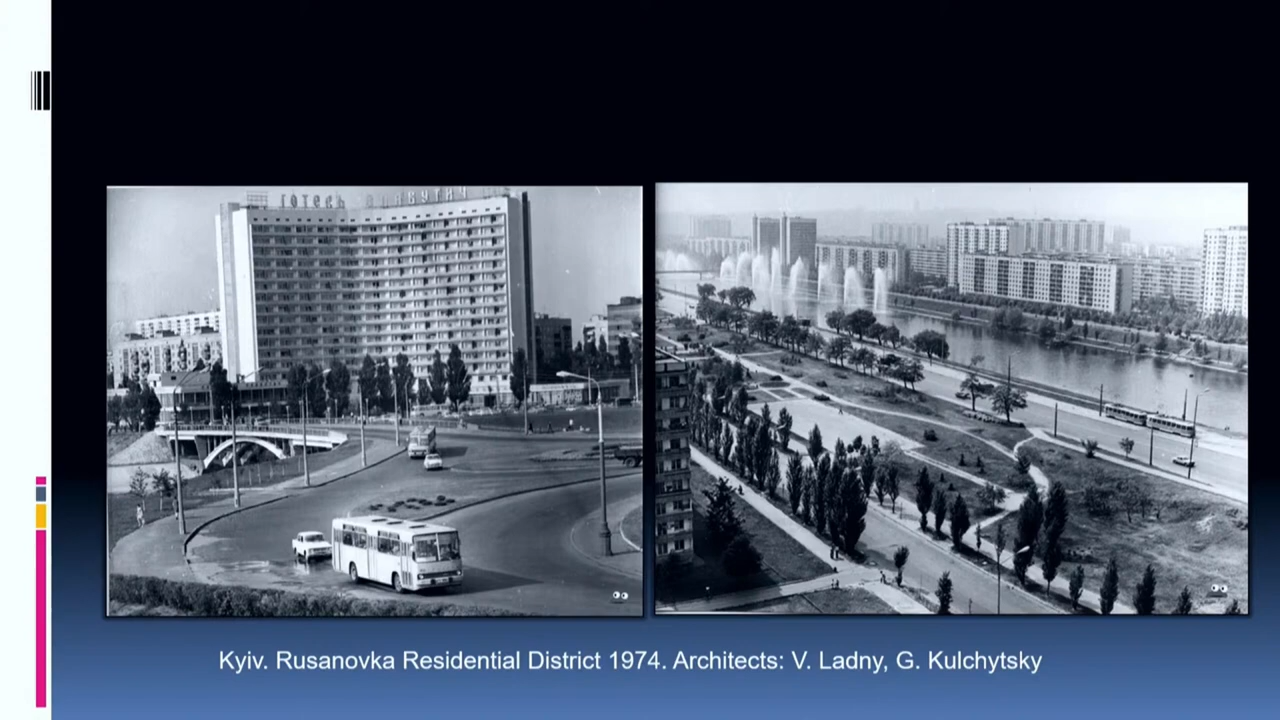 готель
Kyiv. Rusanovka Residential District 1974. Architects: V. Ladny, G. Kulchytsky